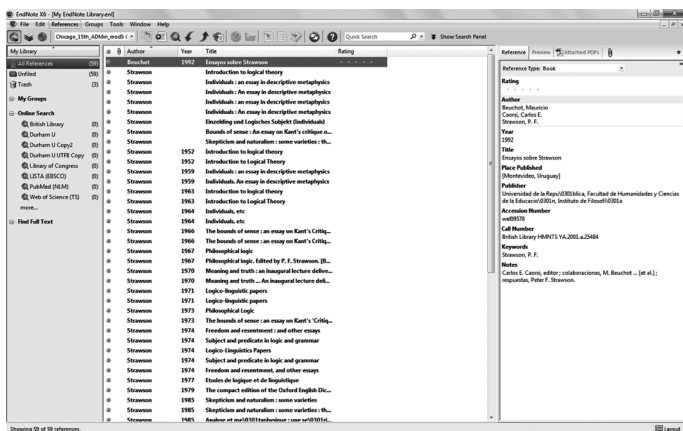 EndNote X6 - [My EndNote Library.enl]
File Edit References Groups Tools Window Help
Chicago_15th_ADMin_modS (
Quick Search
Show Search Panel
My Library
All References (59)
Unfiled (59)
Trash (3)
My Groups
Online Search
British Library (0)
Durham U (0)
Durham U Copy2 (0)
Durham U UTF8 Copy (0)
Library of Congress (0)
LISTA (EBSCO) (0)
PubMed (NLM) (0)
Web of Science (TS) (0)
more...
Find Full Text
Author Year Title Rating
Beuchot 1992 Ensayos sobre Strawson
Strawson Introduction to logical theory
Strawson Individuals : an essay in descriptive metaphysics
Strawson Individuals : An essay in descriptive metaphysics
Strawson Individuals : an essay in descriptive metaphysics
Strawson Einzelding und Logisches Subjekt (Individuals)
Strawson Bounds of sense : An essay on Kant's critique o...
Strawson Skepticism and naturalism : some varieties : th...
Strawson 1952 Introduction to logical theory
Strawson 1952 Introduction to Logical Theory
Strawson 1959 Individuals : an essay in descriptive metaphysics
Strawson 1959 Individuals. An essay in descriptive metaphysics
Strawson 1963 Introduction to logical theory
Strawson 1963 Introduction to Logical Theory
Strawson 1964 Individuals, etc
Strawson 1964 Individuals, etc
Strawson 1966 The bounds of sense : an essay on Kant's Critiq...
Strawson 1966 The bounds of sense : an essay on Kant's Critiq...
Strawson 1967 Philosophical logic
Strawson 1967 Philosophical logic. Edited by P. F. Strawson. [B...
Strawson 1970 Meaning and truth : an inaugural lecture delive...
Strawson 1970 Meaning and truth ... An inaugural lecture deli...
Strawson 1971 Logico-linguistic papers
Strawson 1971 Logico-linguistic papers
Strawson 1973 Philosophical Logic
Strawson 1973 The bounds of sense : an essay on Kant's 'Critiq...
Strawson 1974 Freedom and resentment : and other essays
Strawson 1974 Subject and predicate in logic and grammar
Strawson 1974 Logico-Linguistics Papers
Strawson 1974 Subject and predicate in logic and grammar
Strawson 1974 Freedom and resentment, and other essays
Strawson 1977 Etudes de logique et de linguistique
Strawson 1979 The compact edition of the Oxford English Dic...
Strawson 1985 Skepticism and naturalism : some varieties
Strawson 1985 Skepticism and naturalism : some varieties : th...
Strawson 1985 Analyse et me\0301taphysique : une se\0301ri...
Reference Preview Attached PDFs
Reference Type: Book
Rating
Author
Beuchot, Mauricio
Caorsi, Carlos E.
Strawson, P. F.
Year
1992
Title
Ensayos sobre Strawson
Place Published
[Montevideo, Uruguay]
Publisher
Universidad de la Repu\0301blica, Facultad de Humanidades y Ciencias
de la Educacio\0301n, Instituto de Filosofi\0301a
Accession Number
Call Number
British Library HMNTS YA.2001.a.25484
Keywords
Strawson, P. F.
Notes
Carlos E. Caorsi, editor ; colaboraciones, M. Beuchot ... [et al.] ;
respuestas, Peter F. Strawson.
Showing 59 of 59 references.
Layout